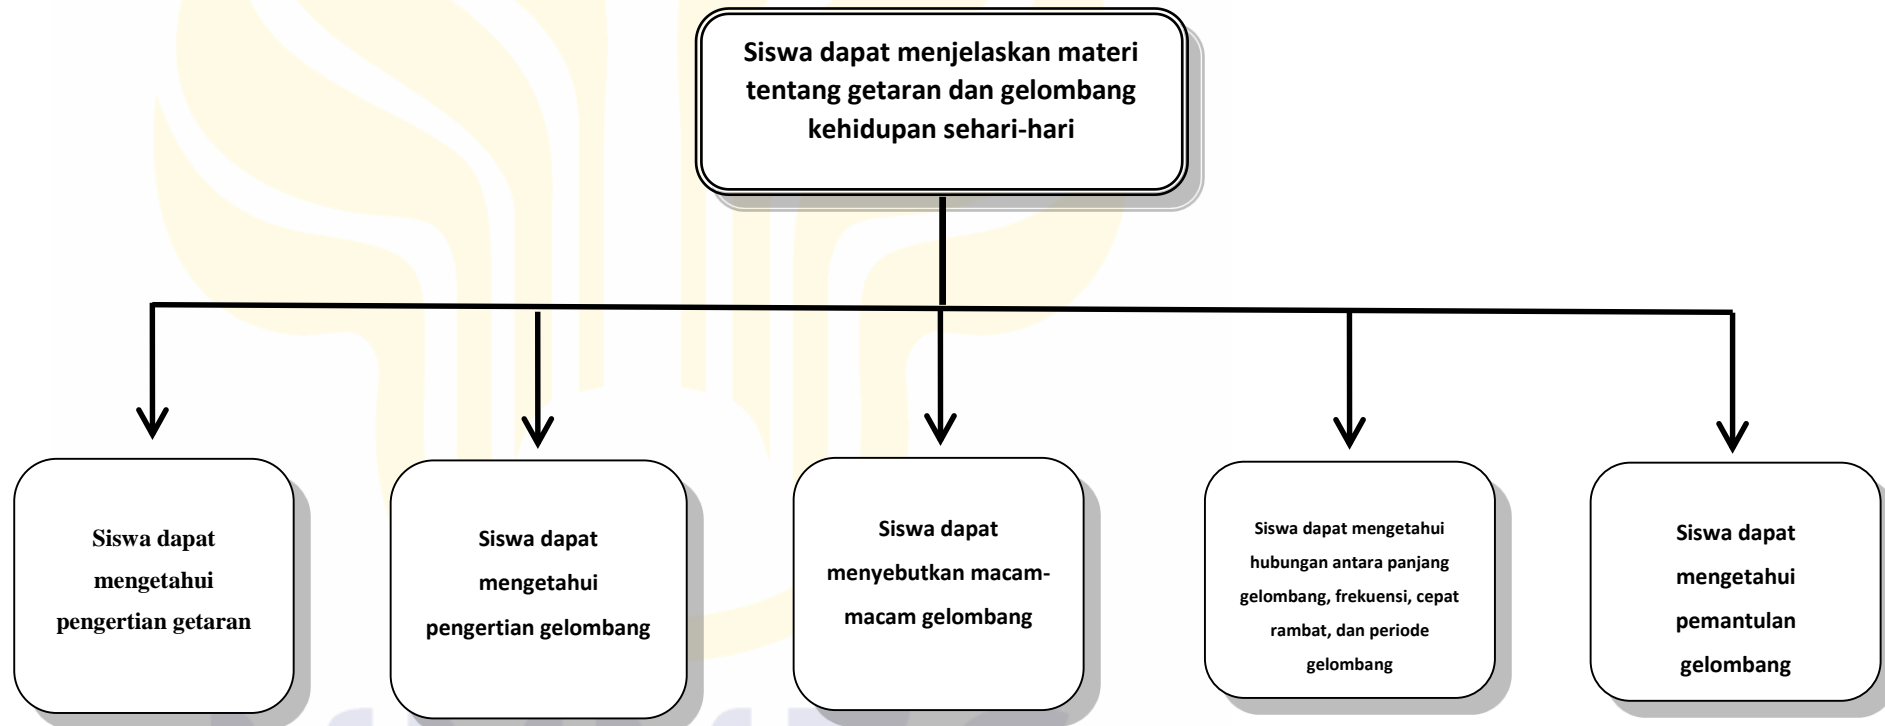 Siswa dapat menjelaskan materi
tentang getaran dan gelombang
kehidupan sehari-hari
Siswa dapat
mengetahui
pengertian getaran
Siswa dapat
mengetahui
pengertian gelombang
Siswa dapat
menyebutkan macam-
macam gelombang
Siswa dapat mengetahui
hubungan antara panjang
gelombang, frekuensi, cepat
rambat, dan periode
gelombang
Siswa dapat
mengetahui
pemantulan
gelombang